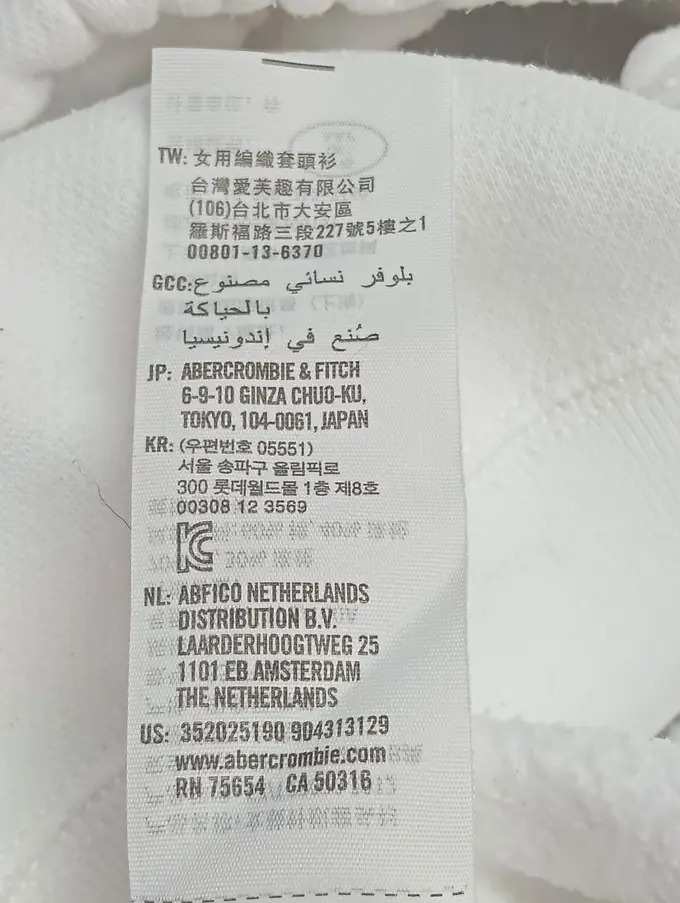 TW: 女用編織套頭衫
台灣愛芙趣有限公司
(106)台北市大安區
羅斯福路三段227號5樓之1
00801-13-6370
GCC: بلوفر نسائي مصنوع
بالحياكة
صُنع في إندونيسيا
JP: ABERCROMBIE & FITCH
6-9-10 GINZA CHUO-KU,
TOKYO, 104-0061, JAPAN
KR: (우편번호 05551)
서울 송파구 올림픽로
300 롯데월드몰 1층 제8호
00308 12 3569
NL: ABFICO NETHERLANDS
DISTRIBUTION B.V.
LAARDERHOOGTWEG 25
1101 EB AMSTERDAM
THE NETHERLANDS
US: 352025190 904313129
www.abercrombie.com
RN 75654 CA 50316